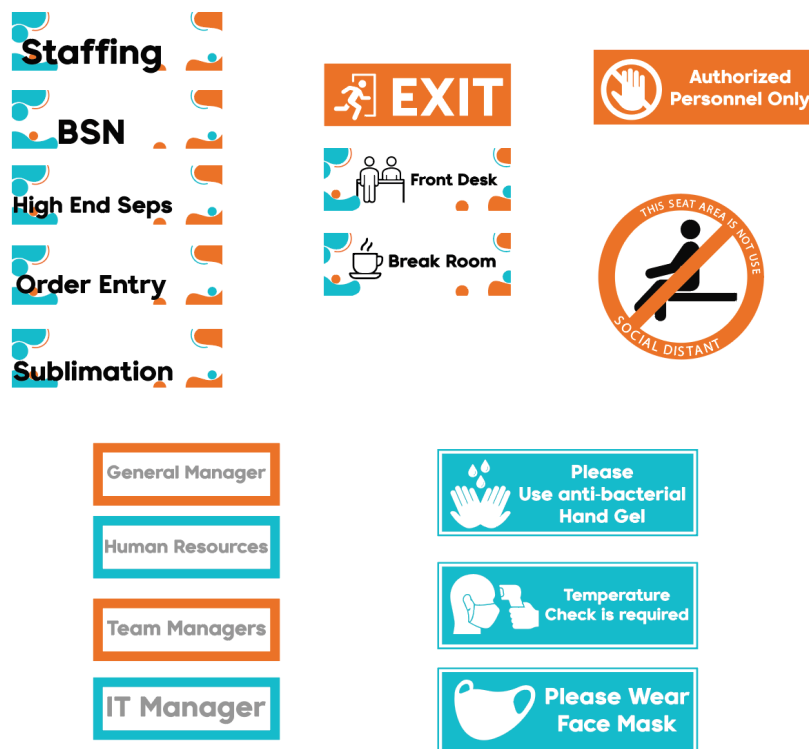 Staffing
BSN
High End Seps
Order Entry
Sublimation
EXIT
Front Desk
Break Room
Authorized
Personnel Only
THIS SEAT AREA IS NOT USE
SOCIAL DISTANT
General Manager
Human Resources
Team Managers
IT Manager
Please
Use anti-bacterial
Hand Gel
Temperature
Check is required
Please Wear
Face Mask